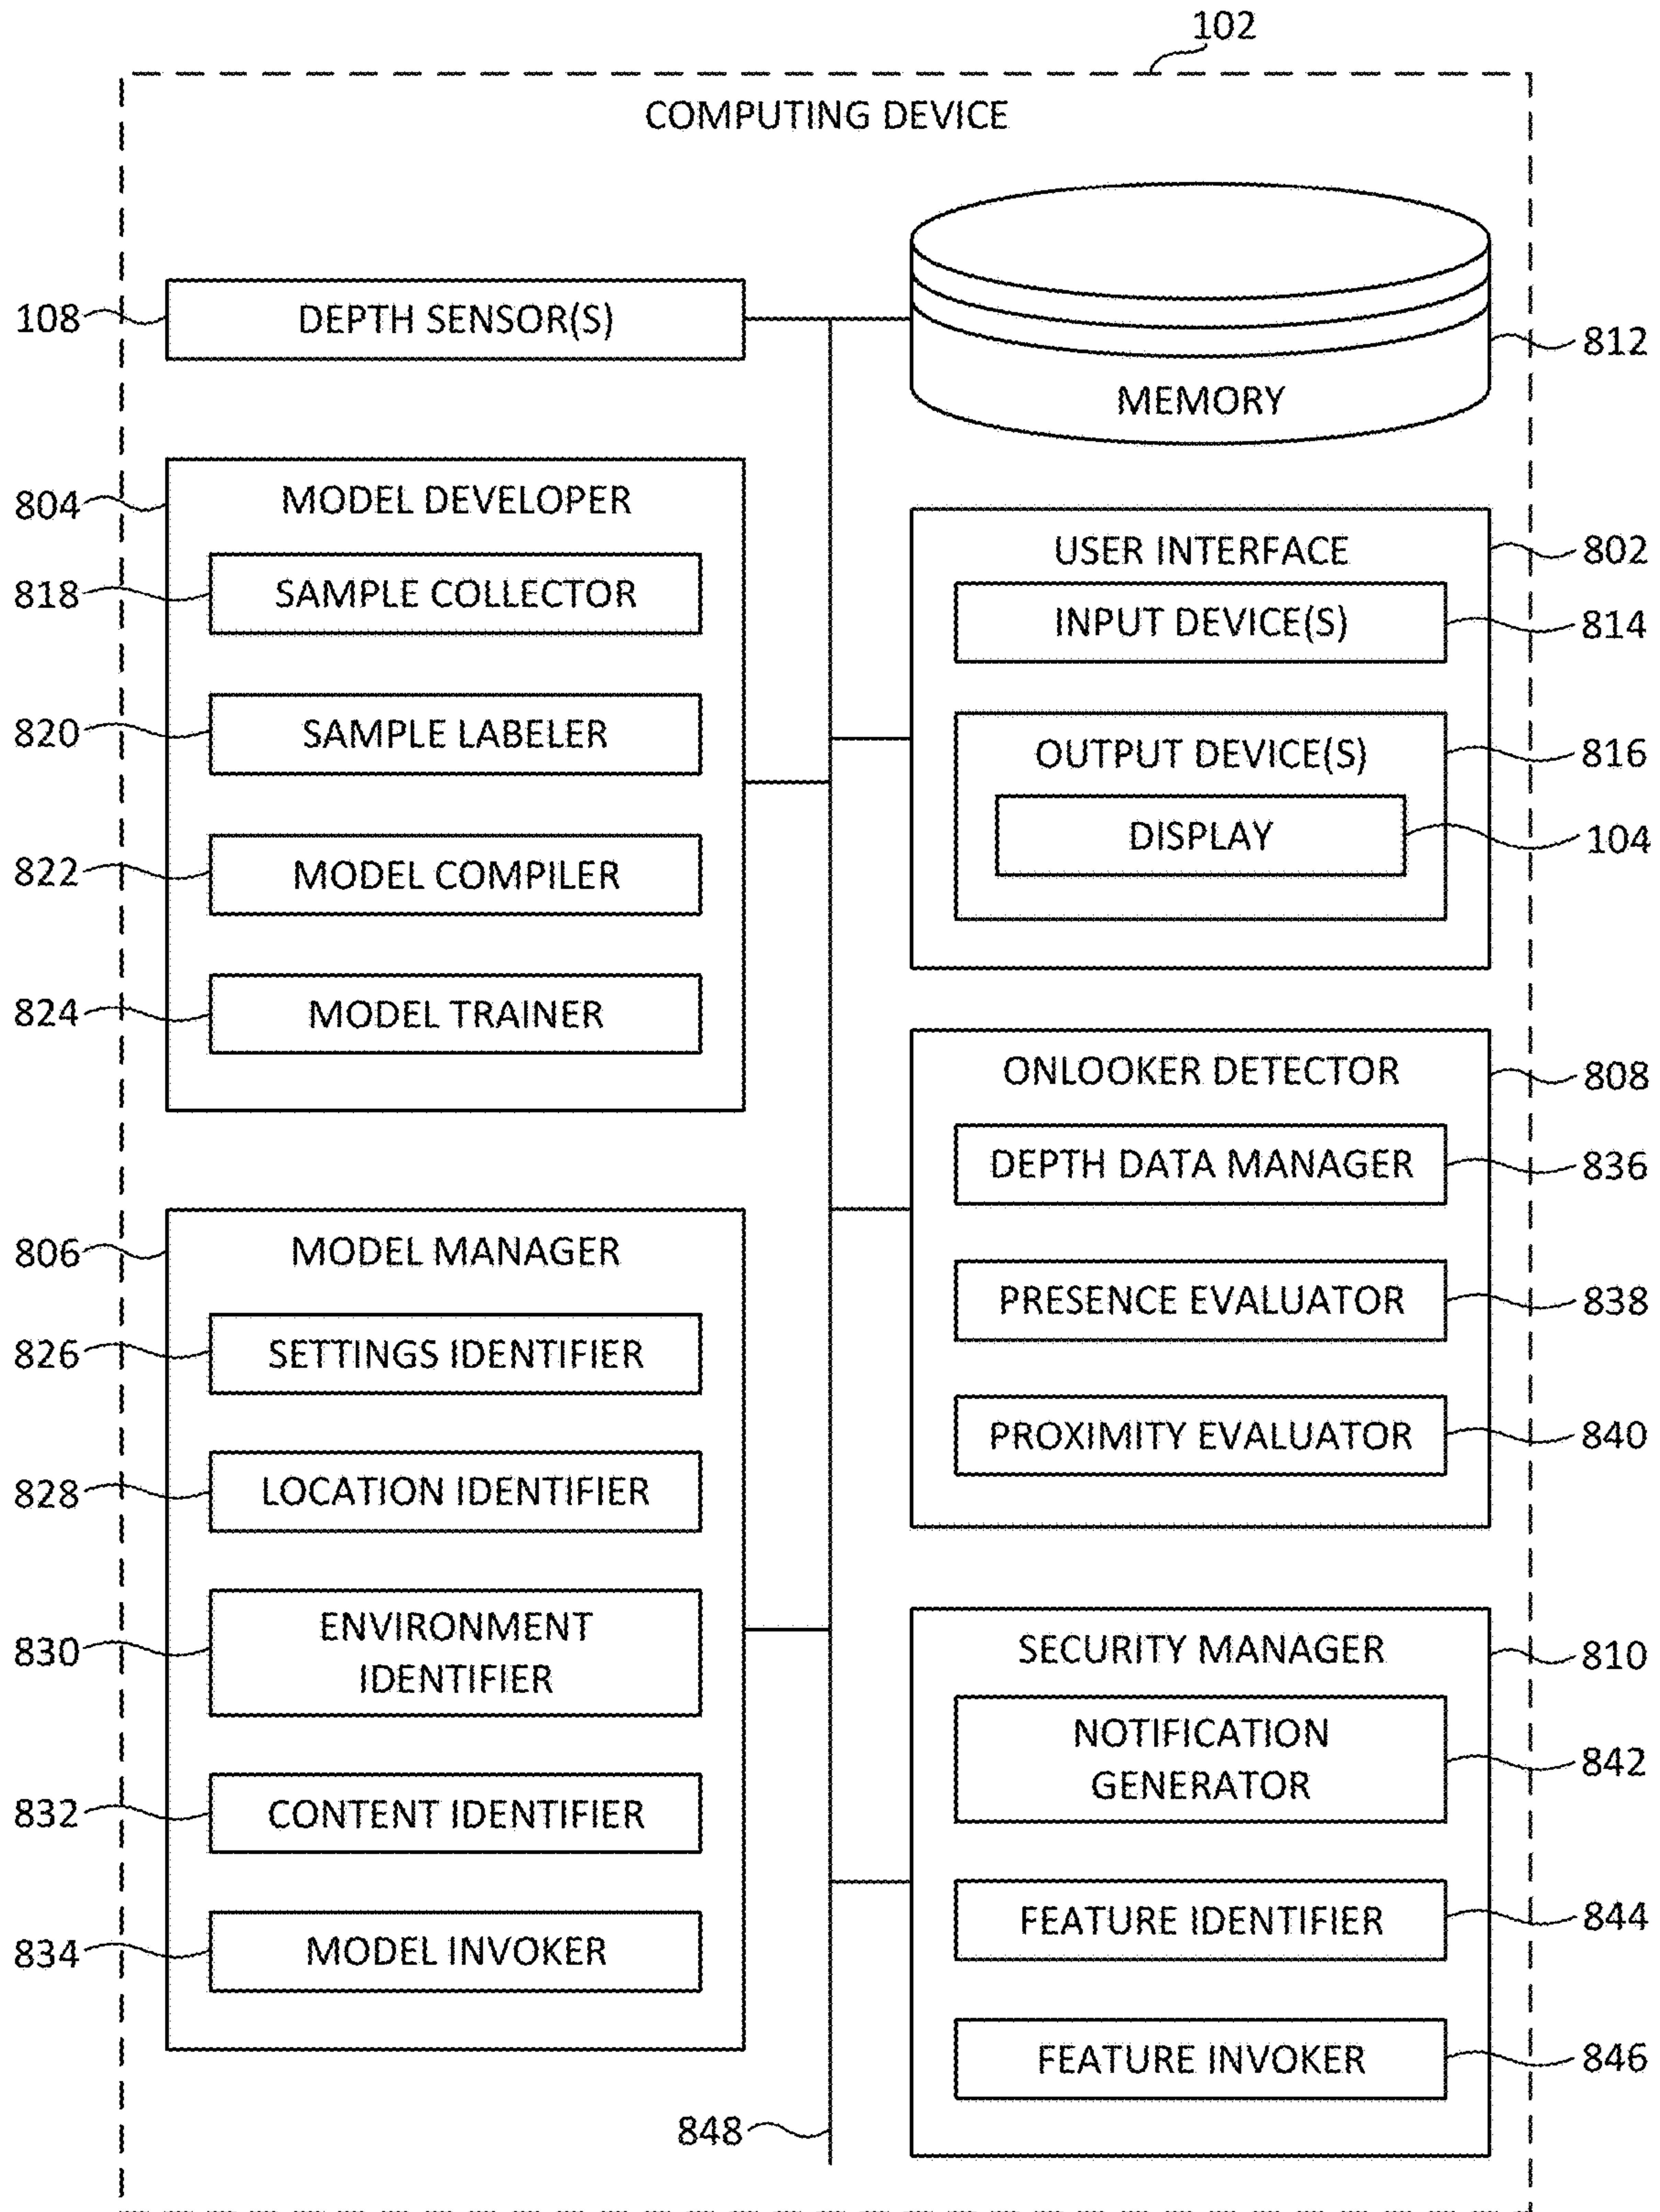 102
COMPUTING DEVICE
108
DEPTH SENSOR(S)
812
MEMORY
804
MODEL DEVELOPER
818
SAMPLE COLLECTOR
820
SAMPLE LABELER
822
MODEL COMPILER
824
MODEL TRAINER
806
MODEL MANAGER
826
SETTINGS IDENTIFIER
828
LOCATION IDENTIFIER
830
ENVIRONMENT
IDENTIFIER
832
CONTENT IDENTIFIER
834
MODEL INVOKER
USER INTERFACE
802
INPUT DEVICE(S)
814
OUTPUT DEVICE(S)
816
DISPLAY
104
ONLOOKER DETECTOR
808
DEPTH DATA MANAGER
836
PRESENCE EVALUATOR
838
PROXIMITY EVALUATOR
840
SECURITY MANAGER
810
NOTIFICATION
GENERATOR
842
FEATURE IDENTIFIER
844
FEATURE INVOKER
846
848